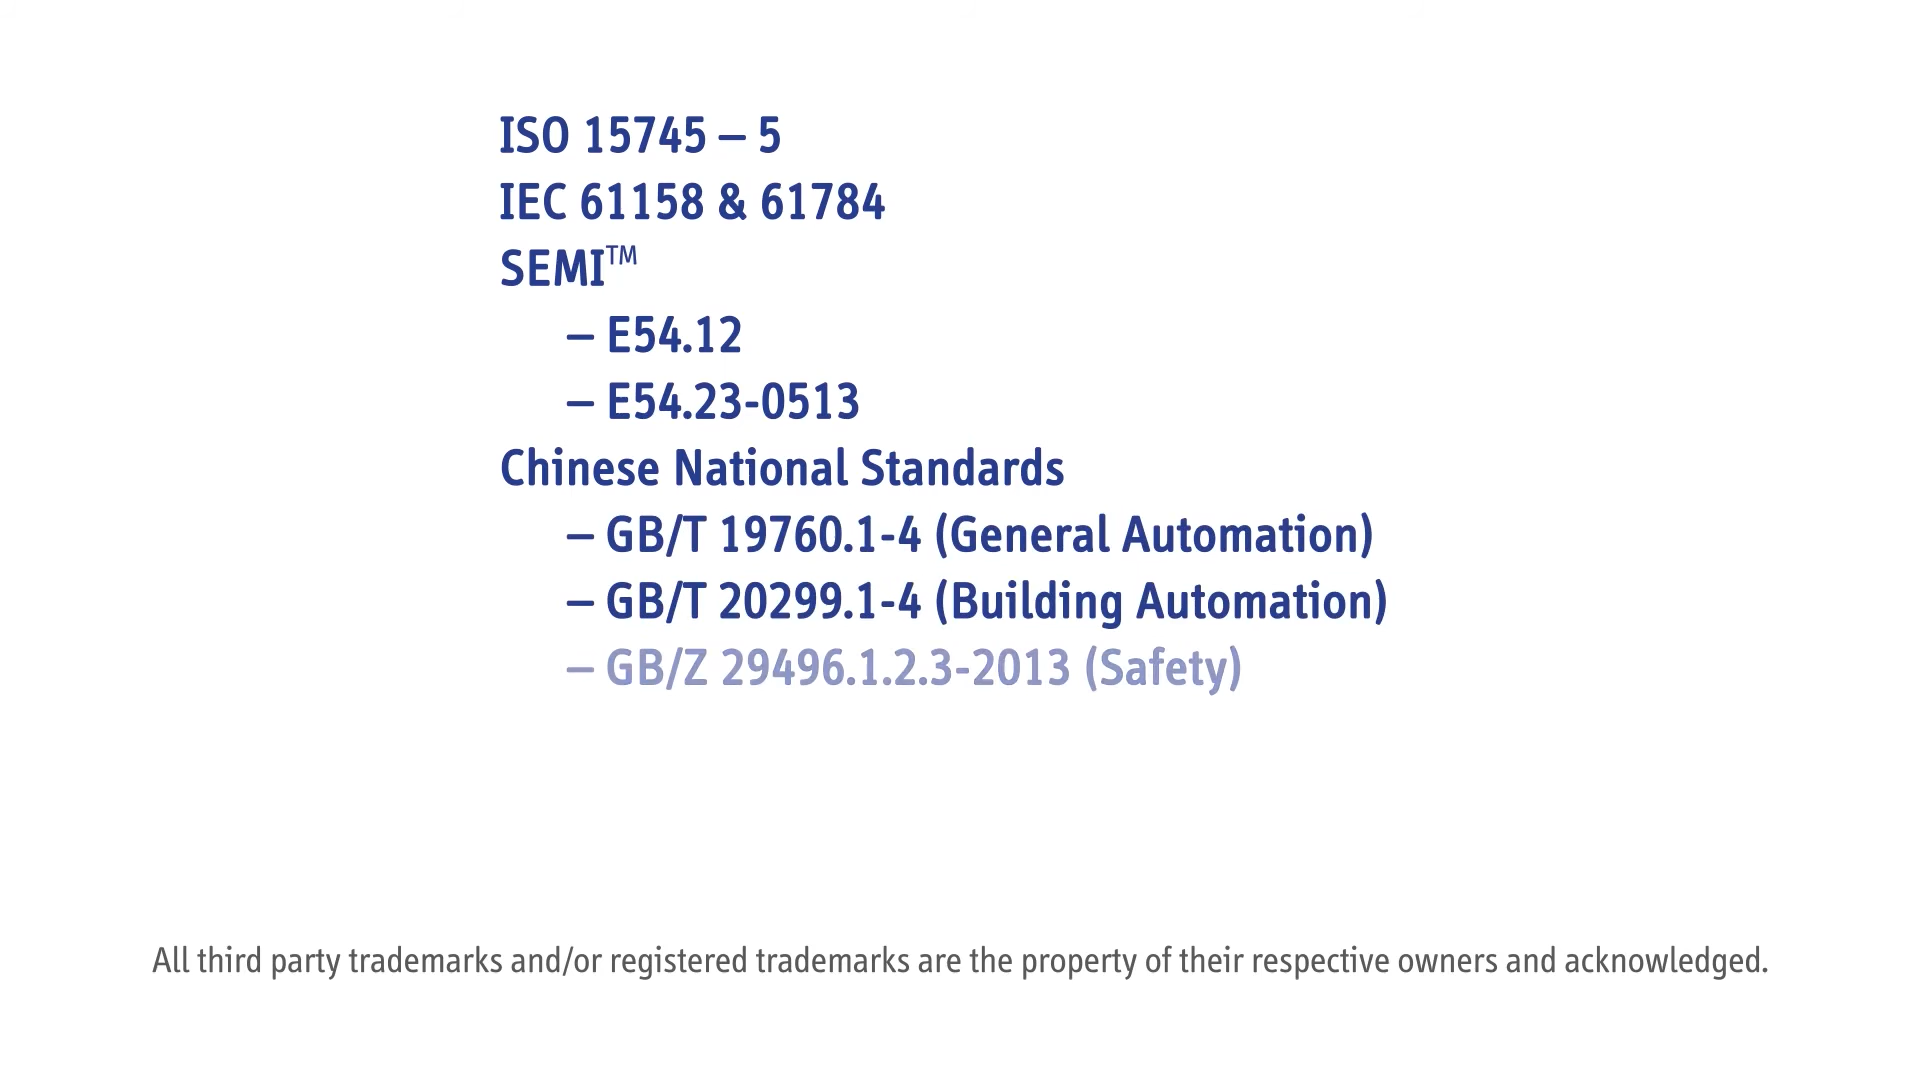 ISO 15745 – 5
IEC 61158 & 61784
SEMI™
– E54.12
– E54.23-0513
Chinese National Standards
– GB/T 19760.1-4 (General Automation)
– GB/T 20299.1-4 (Building Automation)
– GB/Z 29496.1.2.3-2013 (Safety)
All third party trademarks and/or registered trademarks are the property of their respective owners and acknowledged.